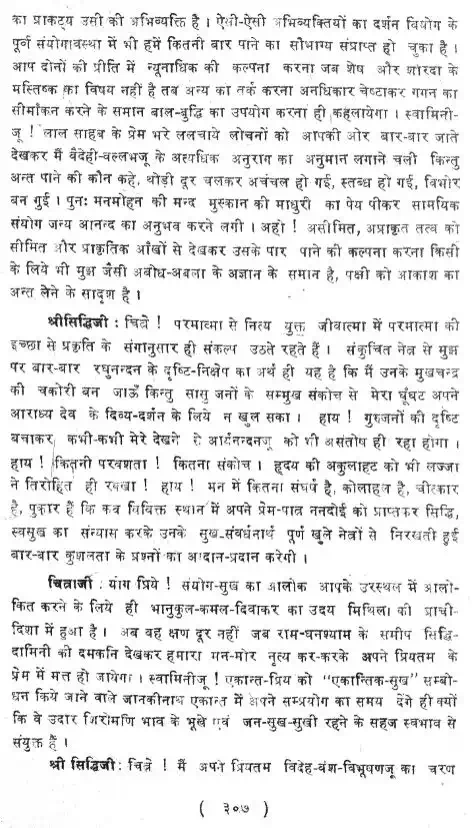 का प्राकट्य उसी की अभिव्यक्ति है । ऐसी-ऐसी अभिव्यक्तियों का दर्शन वियोग के
पूर्व संयोगावस्था में भी हमें कितनी बार पाने का सौभाग्य संप्राप्त हो चुका है ।
आप दोनों की प्रीति में न्यूनाधिक की कल्पना करना जब शेष और शारदा के
मस्तिष्क का विषय नहीं है तब अन्य का तर्क करना अनधिकार चेष्टाकर गगन का
सीमांकन करने के समान बाल-बुद्धि का उपयोग करना ही कहलायेगा । स्वामिनी-
जू ! लाल साहब के प्रेम भरे ललचाये लोचनों को आपकी ओर बार-बार जाते
देखकर मैं वैदेही-वल्लभजू के अत्यधिक अनुराग का अनुमान लगाने चली किन्तु
अन्त पाने की कौन कहे, थोड़ी दूर चलकर अचंचल हो गई, स्तब्ध हो गई, विभोर
बन गुई । पुनः मनमोहन की मन्द मुस्कान की माधुरी का पेय पीकर सामयिक
संयोग जन्य आनन्द का अनुभव करने लगी । अहो ! असीमित, अप्राकृत तत्व को
सीमित और प्राकृतिक आँखों से देखकर उसके पार पाने की कल्पना करना किसी
के लिये भी मुझ जैसी अबोध-अबला के अज्ञान के समान है, पक्षी को आकाश का
अन्त लेने के सादृश है ।
श्रीसिद्धिजी : चित्रे ! परमात्मा से नित्य युक्त जीवात्मा में परमात्मा की
इच्छा से प्रकृति के संगानुसार ही संकल्प उठते रहते हैं । संकुचित नेत्र से मुझ
पर बार-बार रघुनन्दन के दृष्टि-निक्षेप का अर्थ ही यह है कि मैं उनके मुखचन्द्र
की चकोरी बन जाऊँ किन्तु सासु जनों के सम्मुख संकोच से मेरा घूँघट अपने
आराध्य देव के दिव्य-दर्शन के लिये न खुल सका । हाय ! गुरुजनों की दृष्टि
बचाकर कभी-कभी मेरे देखने से आर्यनन्दनजू को भी असंतोष ही रहा होगा ।
हाय ! कितनी परवशता ! कितना संकोच । हृदय की अकुलाहट को भी लज्जा
ने तिरोहित ही रक्खा ! हाय ! मन में कितना संघर्ष है, कोलाहल है, चीत्कार
है, पुकार हैं कि कब विविक्त स्थान में अपने प्रेम-पात्र ननदोई को प्राप्तकर सिद्धि,
स्वसुख का संन्यास करके उनके सुख-संवर्धनार्थ पूर्ण खुले नेत्रों से निरखती हुई
बार-बार कुशलता के प्रश्नों का आदान-प्रदान करेगी ।
चित्राजी : याग प्रिये ! संयोग-सुख का आलोक आपके उरस्थल में आलो-
कित करने के लिये ही भानुकुल-कमल-दिवाकर का उदय मिथिला की प्राची-
दिशा में हुआ है । अब वह क्षण दूर नहीं जब राम-घनश्याम के समीप सिद्धि-
दामिनी की दमकनि देखकर हमारा मन-मोर नृत्य कर-करके अपने प्रियतम के
प्रेम में मत्त हो जायेगा । स्वामिनीजू ! एकान्त-प्रिय को "एकान्तिक-सुख" सम्बो-
धन किये जाने वाले जानकीनाथ एकान्त में अपने सम्प्रयोग का समय देंगे ही क्यों
कि वे उदार शिरोमणि भाव के भूखे एवं जन-सुख-सुखी रहने के सहज स्वभाव से
संयुक्त हैं ।
श्री सिद्धिजी : चित्रे ! मैं अपने प्रियतम विदेह-वंश-विभूषणजू का चरण
( ३०७ )